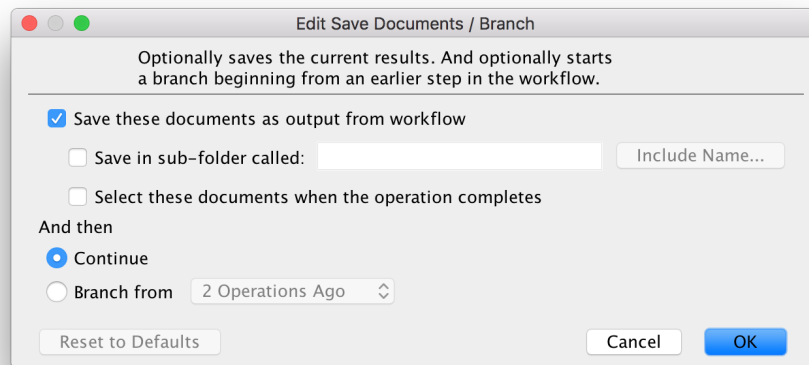 Edit Save Documents / Branch
Optionally saves the current results. And optionally starts
a branch beginning from an earlier step in the workflow.
Save these documents as output from workflow
Save in sub-folder called: Include Name...
Select these documents when the operation completes
And then
Continue
Branch from 2 Operations Ago
Reset to Defaults Cancel OK